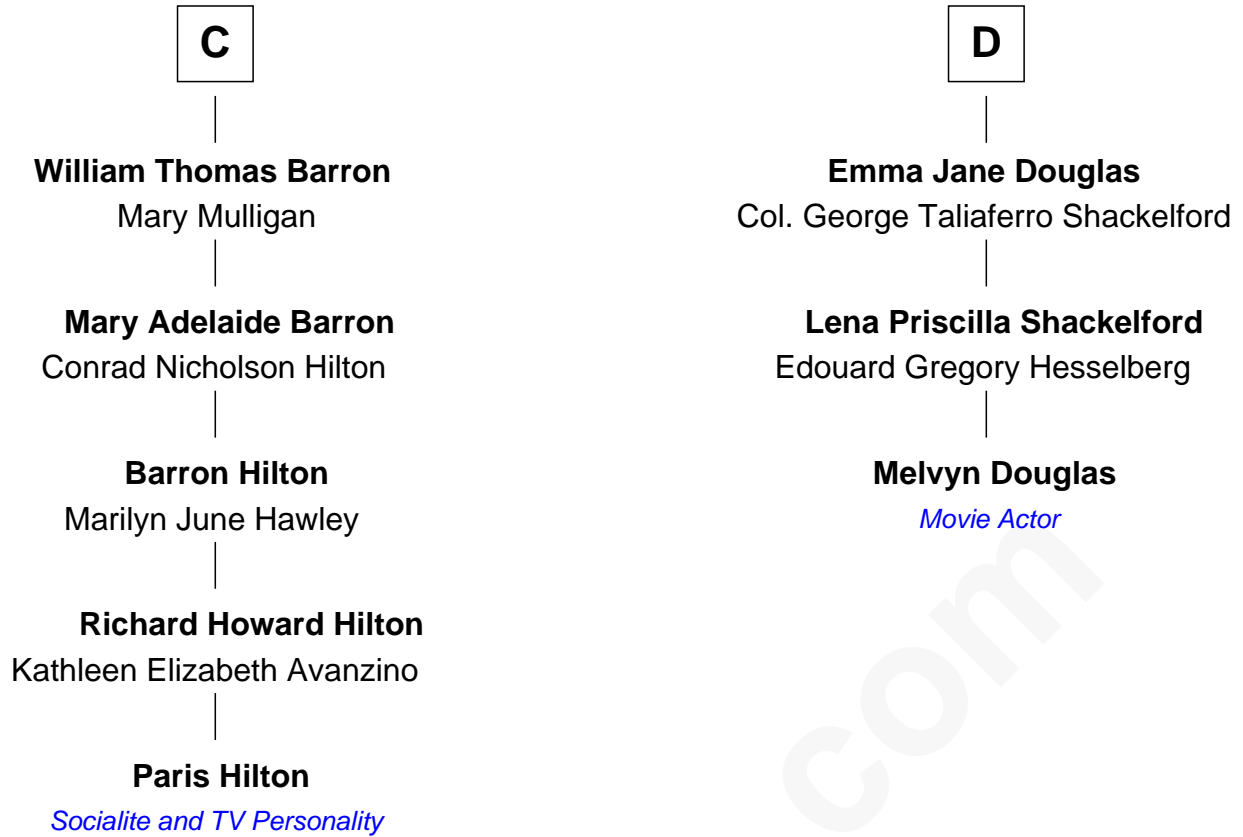 C
William Thomas Barron
Mary Mulligan
Mary Adelaide Barron
Conrad Nicholson Hilton
Barron Hilton
Marilyn June Hawley
Richard Howard Hilton
Kathleen Elizabeth Avanzino
Paris Hilton
Socialite and TV Personality
D
Emma Jane Douglas
Col. George Taliaferro Shackelford
Lena Priscilla Shackelford
Edouard Gregory Hesselberg
Melvyn Douglas
Movie Actor
com